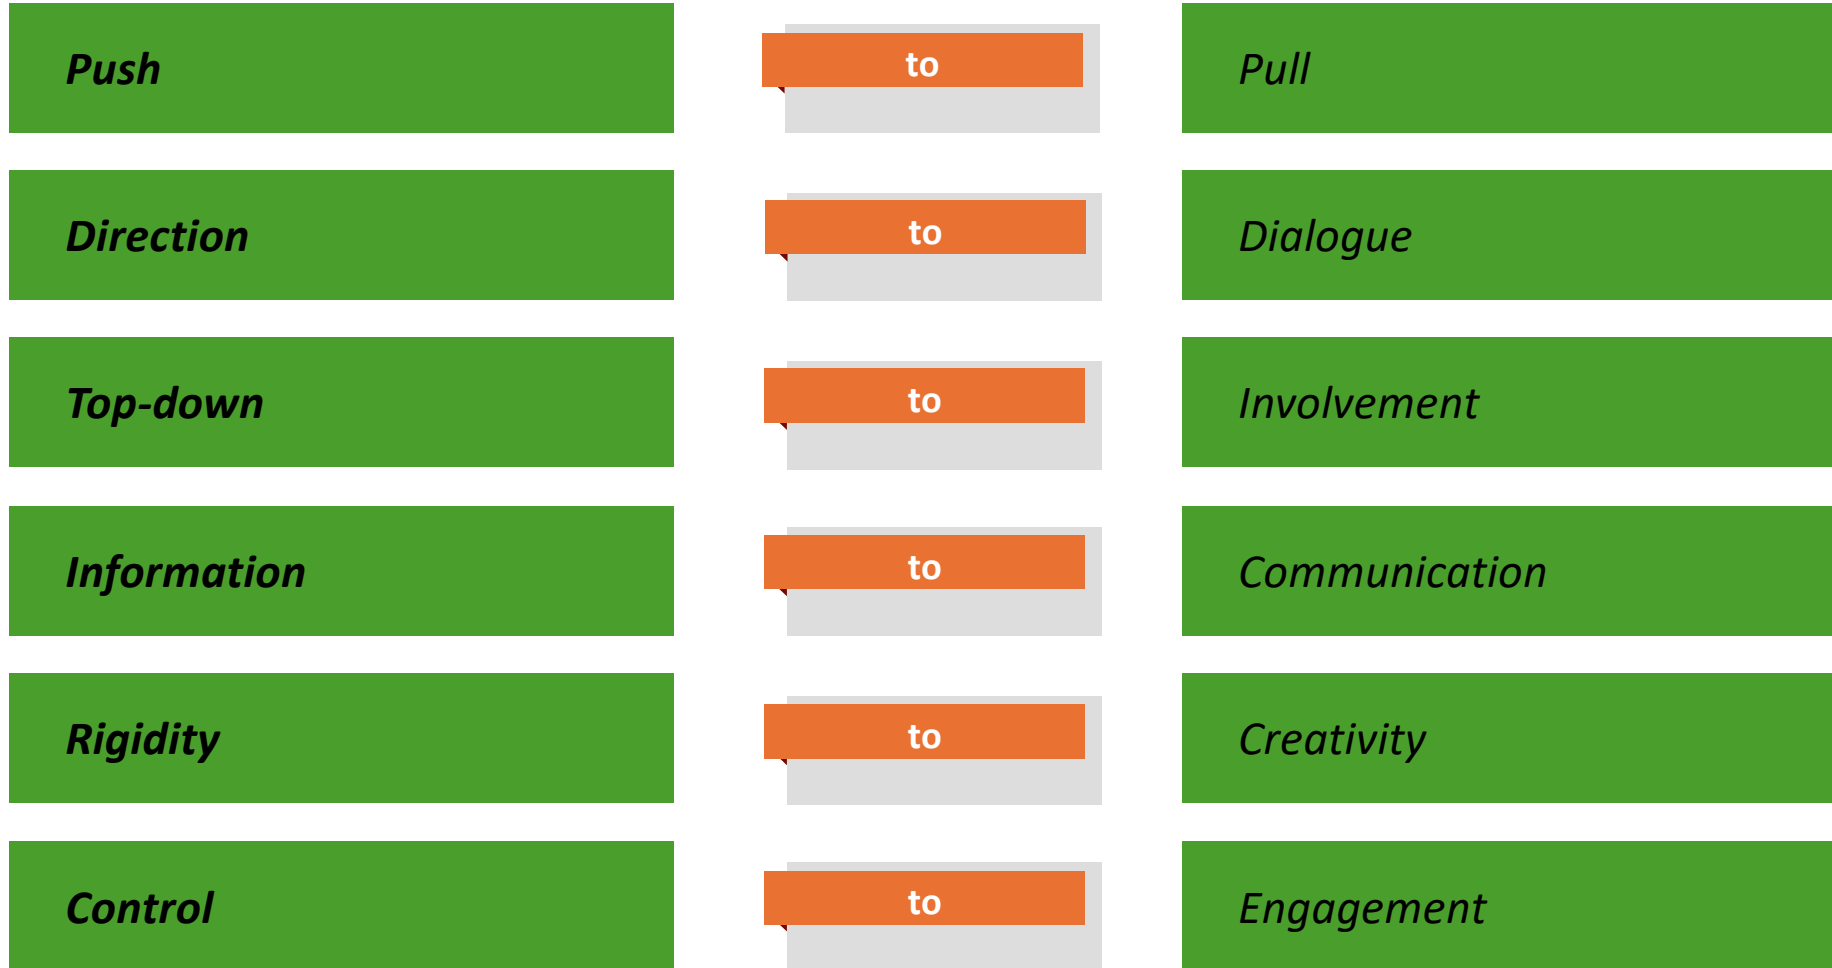 Push to Pull
Direction to Dialogue
Top-down to Involvement
Information to Communication
Rigidity to Creativity
Control to Engagement